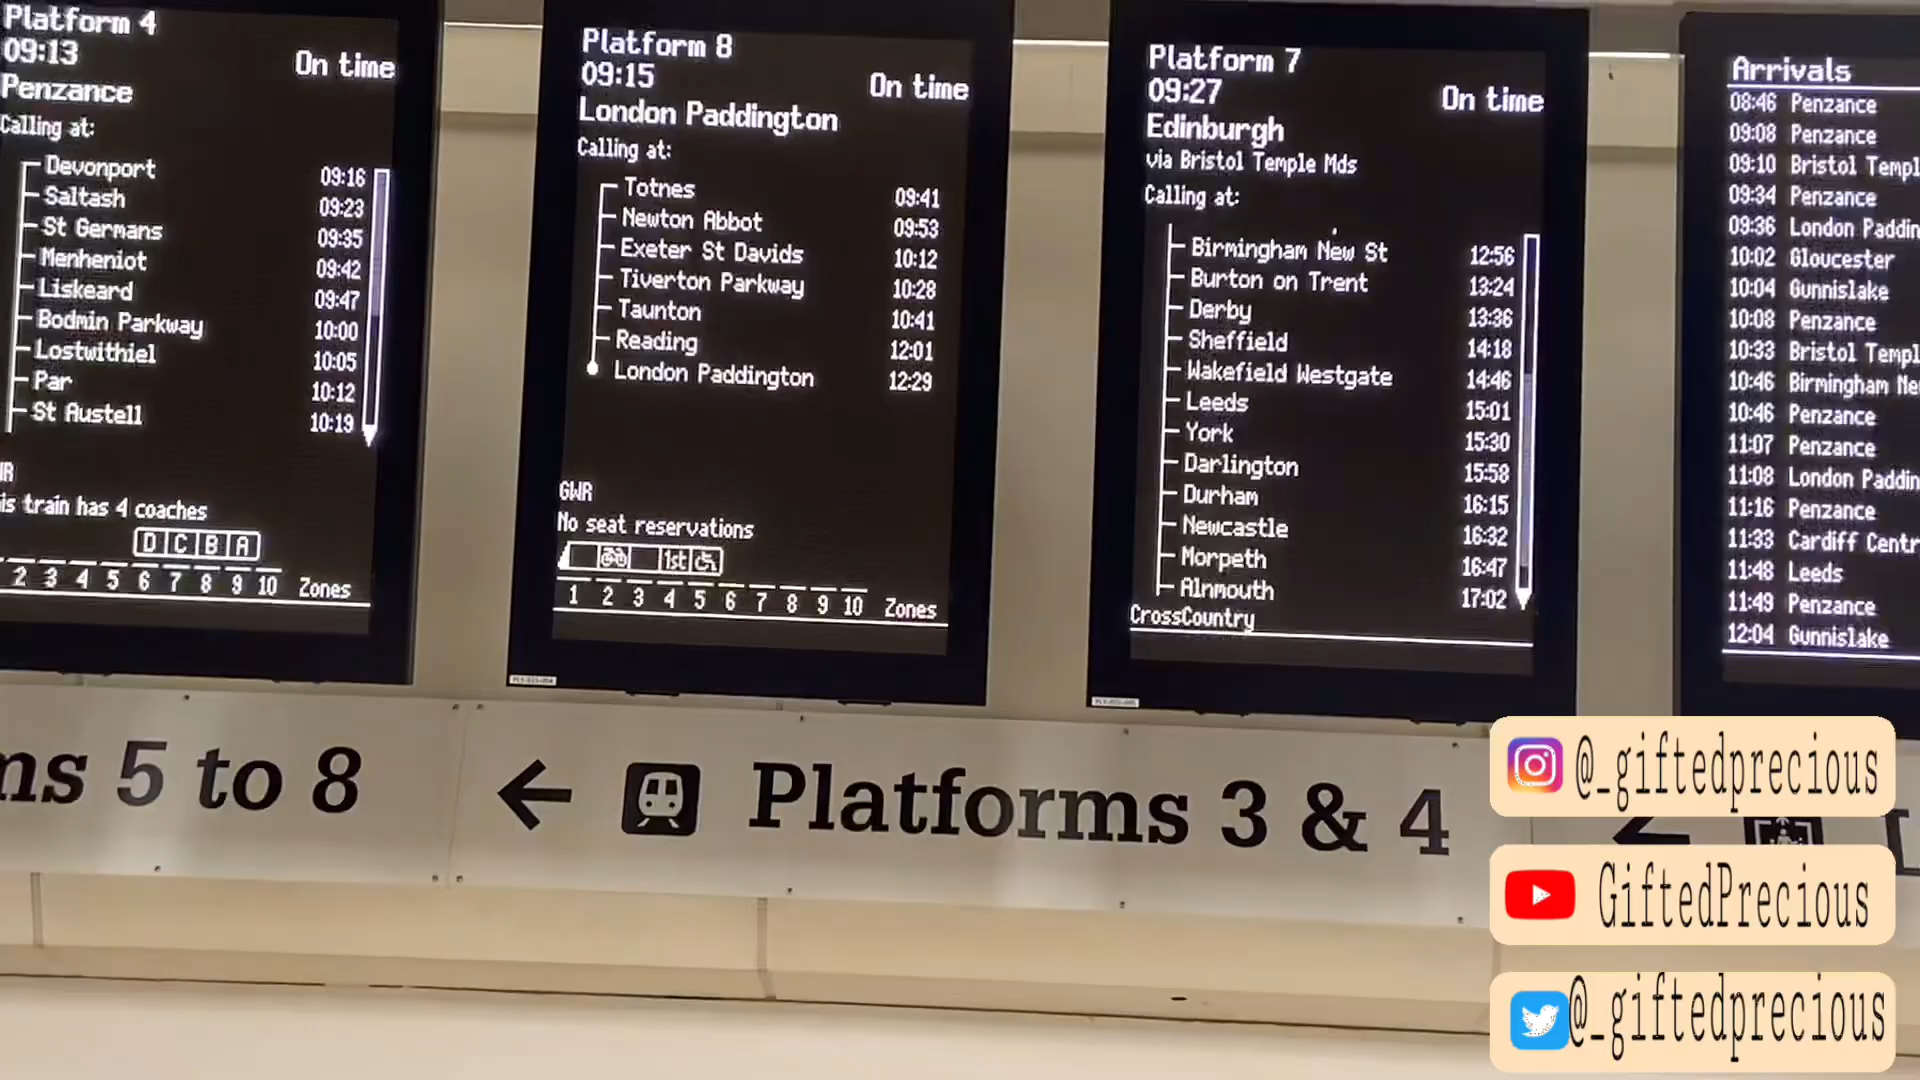 Platform 4
09:13
On time
Penzance
Calling at:
Devonport 09:16
Saltash 09:23
St Germans 09:35
Menheniot 09:42
Liskeard 09:47
Bodmin Parkway 10:00
Lostwithiel 10:05
Par 10:12
St Austell 10:19
is train has 4 coaches
D C B A
2 3 4 5 6 7 8 9 10 Zones
Platform 8
09:15
On time
London Paddington
Calling at:
Totnes 09:41
Newton Abbot 09:53
Exeter St Davids 10:12
Tiverton Parkway 10:28
Taunton 10:41
Reading 12:01
London Paddington 12:29
GWR
No seat reservations
1st
1 2 3 4 5 6 7 8 9 10 Zones
Platform 7
09:27
On time
Edinburgh
via Bristol Temple Mds
Calling at:
Birmingham New St 12:56
Burton on Trent 13:24
Derby 13:36
Sheffield 14:18
Wakefield Westgate 14:46
Leeds 15:01
York 15:30
Darlington 15:58
Durham 16:15
Newcastle 16:32
Morpeth 16:47
Alnmouth 17:02
CrossCountry
Arrivals
08:46 Penzance
09:08 Penzance
09:10 Bristol Templ
09:34 Penzance
09:36 London Paddin
10:02 Gloucester
10:04 Gunnislake
10:08 Penzance
10:33 Bristol Templ
10:46 Birmingham Ne
10:46 Penzance
11:07 Penzance
11:08 London Paddin
11:16 Penzance
11:33 Cardiff Centr
11:48 Leeds
11:49 Penzance
12:04 Gunnislake
ms 5 to 8
Platforms 3 & 4
@_giftedprecious
GiftedPrecious
@_giftedprecious